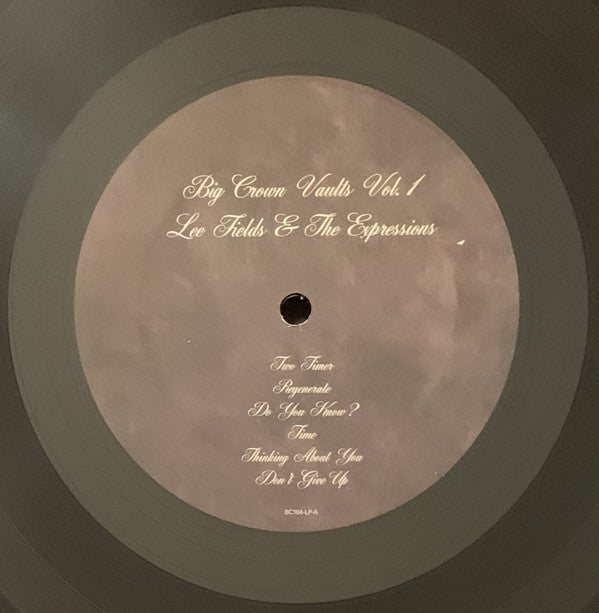 Big Crown Vaults Vol. 1
Lee Fields & The Expressions
Two Timer
Regenerate
Do You Know?
Time
Thinking About You
Don't Give Up
BC104-LP-A